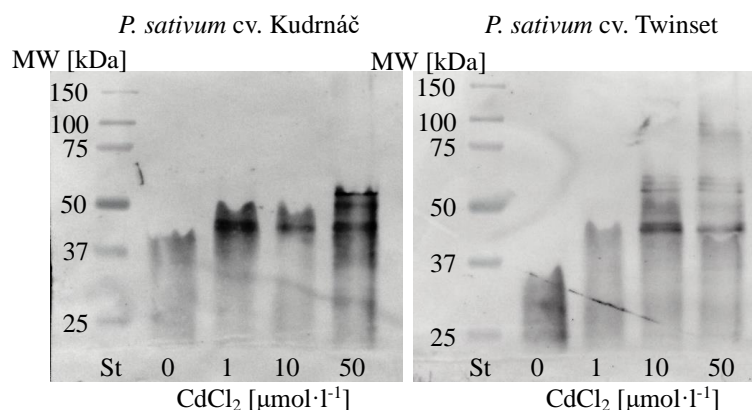 P. sativum cv. Kudrnáč
MW [kDa]
150
100
75
50
37
25
St 0 1 10 50
CdCl₂ [μmol·l⁻¹]
P. sativum cv. Twinset
MW [kDa]
150
100
75
50
37
25
0 1 10 50
St
CdCl₂ [μmol·l⁻¹]